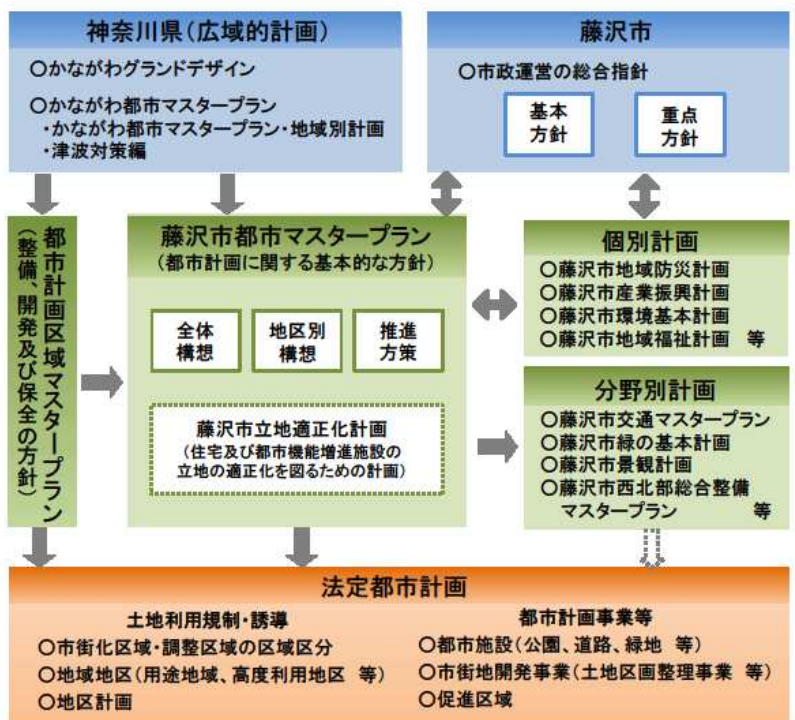 神奈川県(広域的計画)
○かながわグランドデザイン
○かながわ都市マスタープラン
・かながわ都市マスタープラン・地域別計画
・津波対策編
藤沢市
○市政運営の総合指針
基本
方針
重点
方針
都市計画区域マスタープラン
(整備、開発及び保全の方針)
藤沢市都市マスタープラン
(都市計画に関する基本的な方針)
全体
構想
地区別
構想
推進
方策
藤沢市立地適正化計画
(住宅及び都市機能増進施設の
立地の適正化を図るための計画)
個別計画
○藤沢市地域防災計画
○藤沢市産業振興計画
○藤沢市環境基本計画
○藤沢市地域福祉計画 等
分野別計画
○藤沢市交通マスタープラン
○藤沢市緑の基本計画
○藤沢市景観計画
○藤沢市西北部総合整備
マスタープラン 等
法定都市計画
土地利用規制・誘導
○市街化区域・調整区域の区域区分
○地域地区(用途地域、高度利用地区 等)
○地区計画
都市計画事業等
○都市施設(公園、道路、緑地 等)
○市街地開発事業(土地区画整理事業 等)
○促進区域